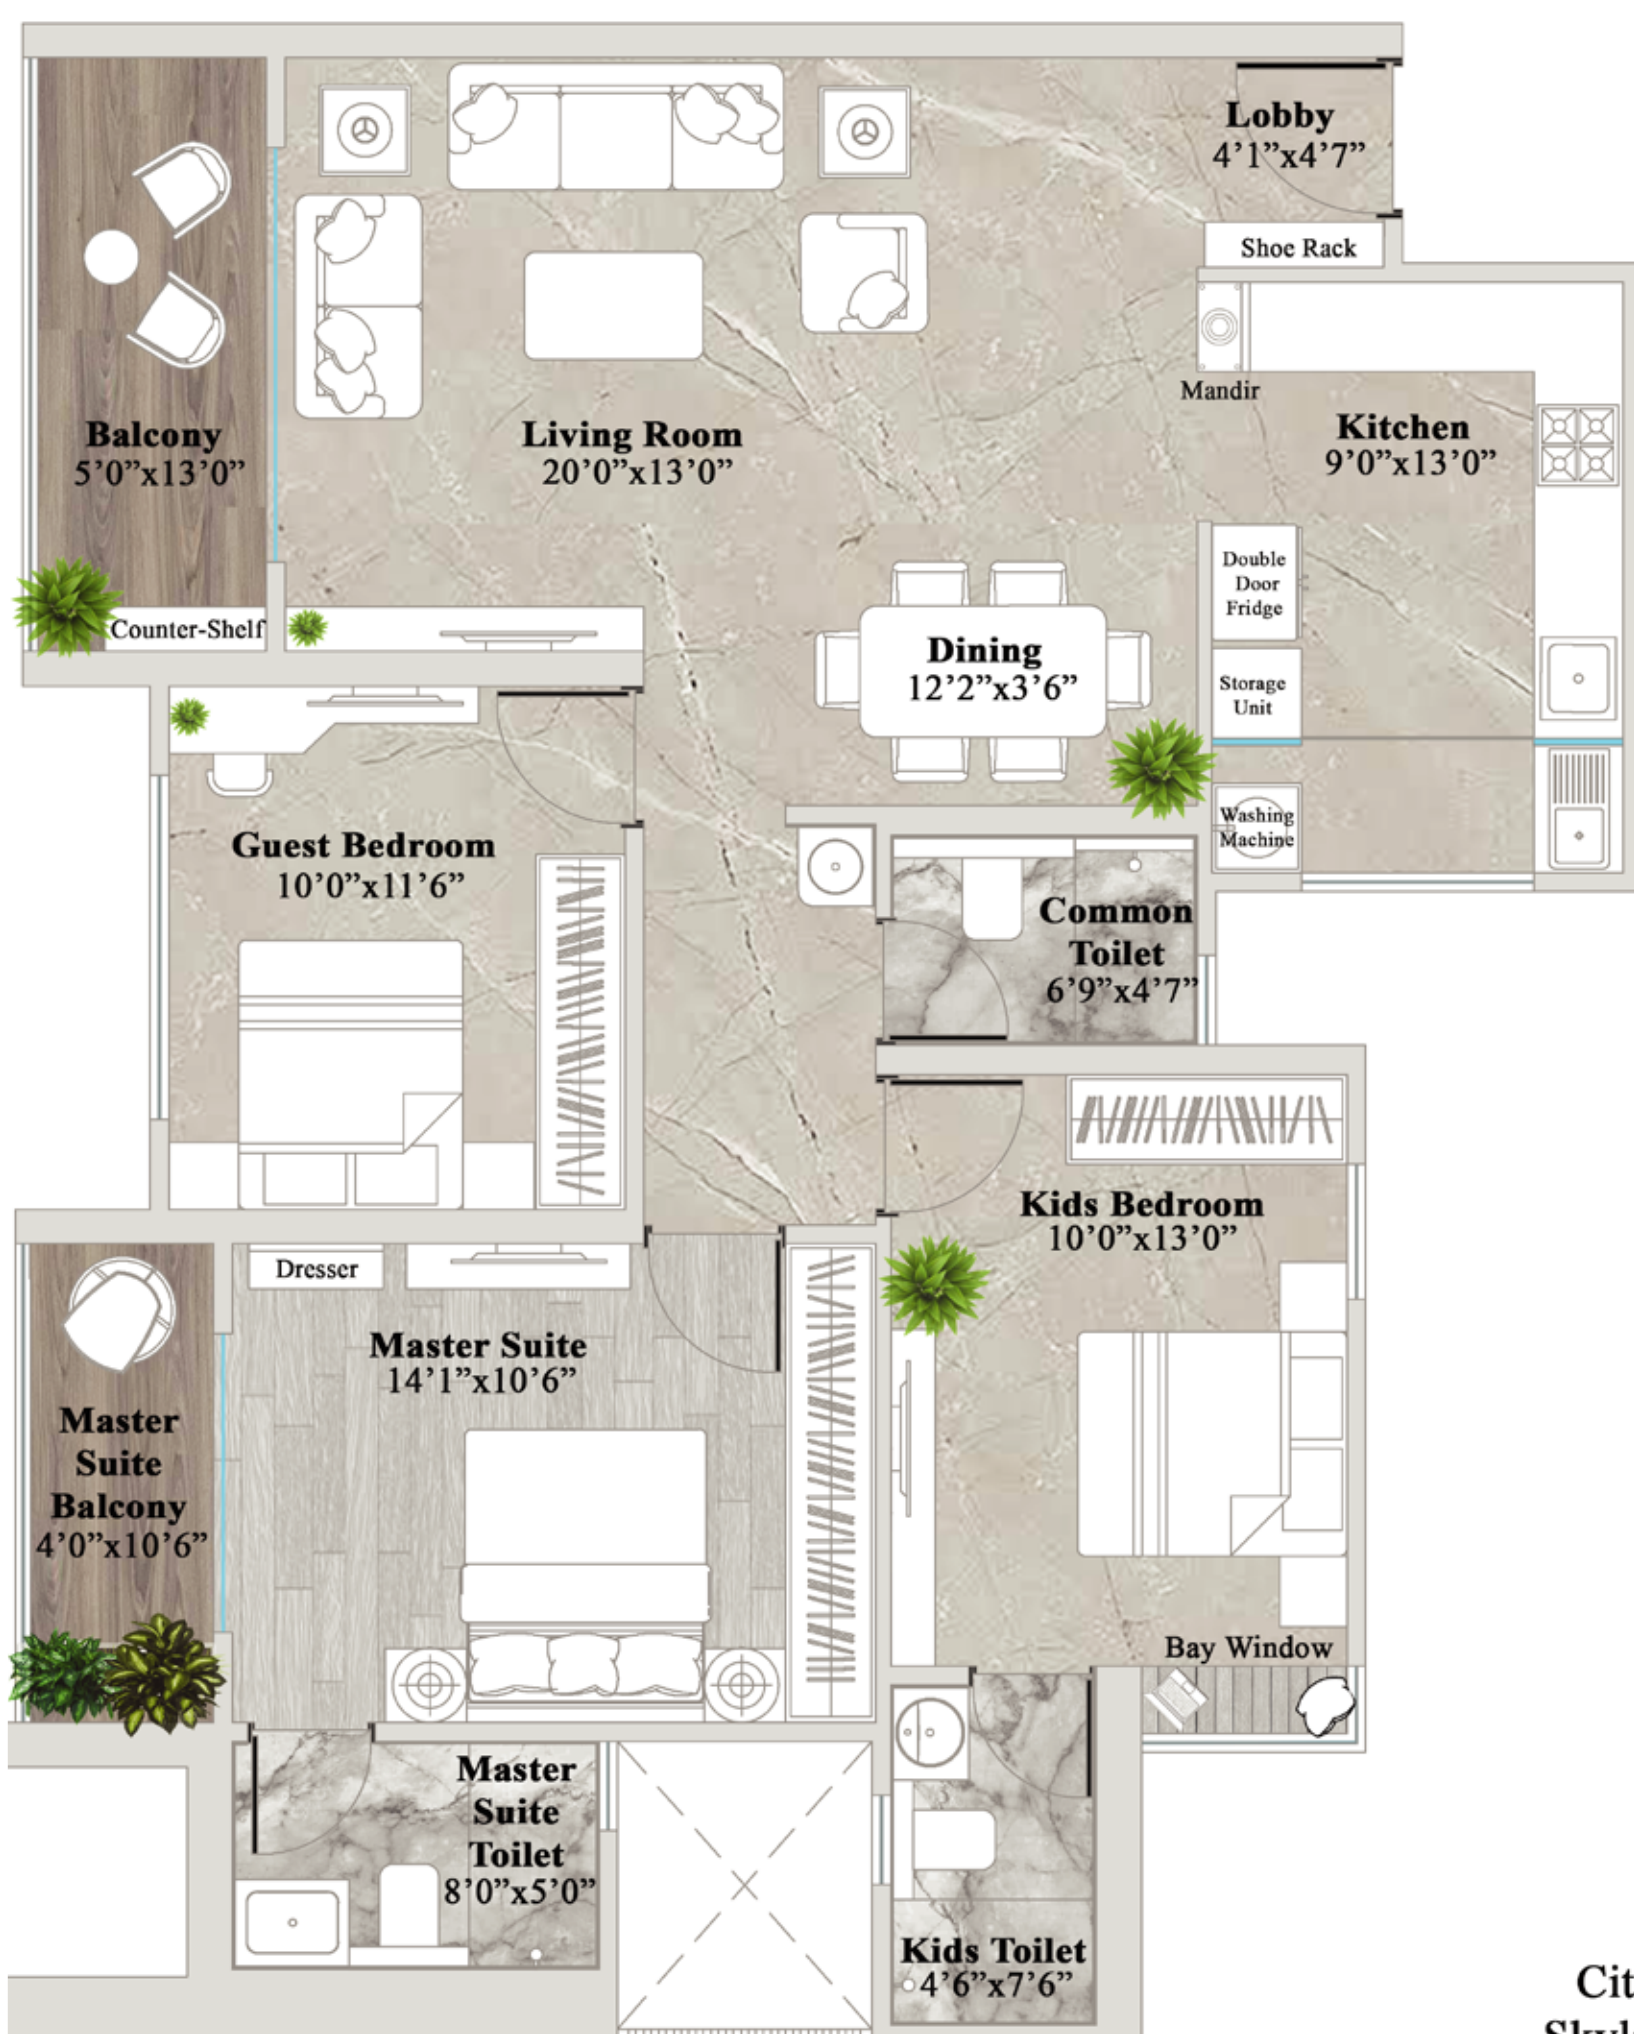 Lobby
4’1”x4’7”
Shoe Rack
Mandir
Balcony
5’0”x13’0”
Living Room
20’0”x13’0”
Kitchen
9’0”x13’0”
Double
Door
Fridge
Counter-Shelf
Dining
12’2”x3’6”
Storage
Unit
Washing
Machine
Guest Bedroom
10’0”x11’6”
Common
Toilet
6’9”x4’7”
Kids Bedroom
10’0”x13’0”
Dresser
Master Suite
14’1”x10’6”
Master
Suite
Balcony
4’0”x10’6”
Bay Window
Master
Suite
Toilet
8’0”x5’0”
Kids Toilet
4’6”x7’6”